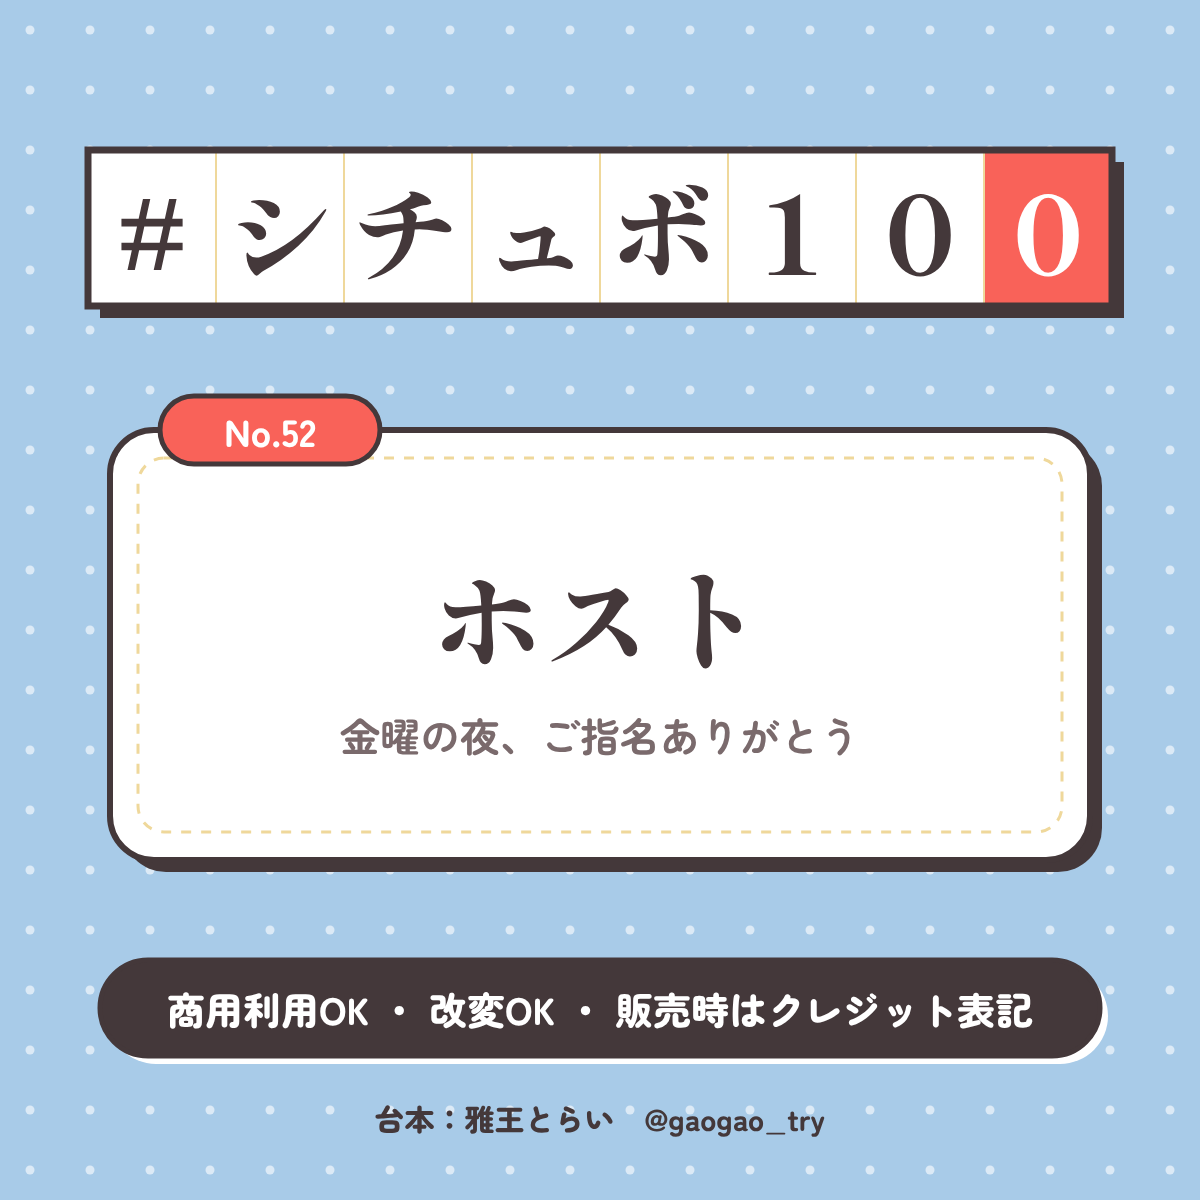 #シチュボ100
No.52
ホスト
金曜の夜、ご指名ありがとう
商用利用OK ・ 改変OK ・ 販売時はクレジット表記
台本：雅王とらい　@gaogao_try